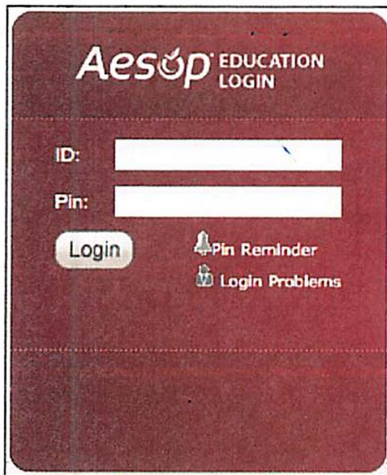 Aesop EDUCATION
LOGIN
ID:
Pin:
Login
Pin Reminder
Login Problems